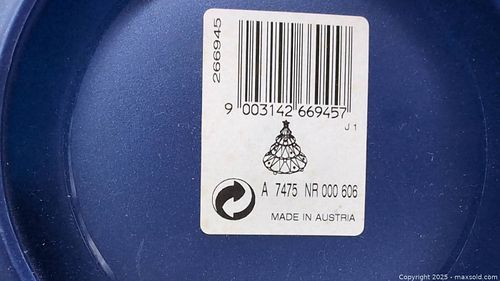 266945
9 003142 669457
J 1
A 7475 NR 000 606
MADE IN AUSTRIA
Copyright © 2025 - maxsold.com